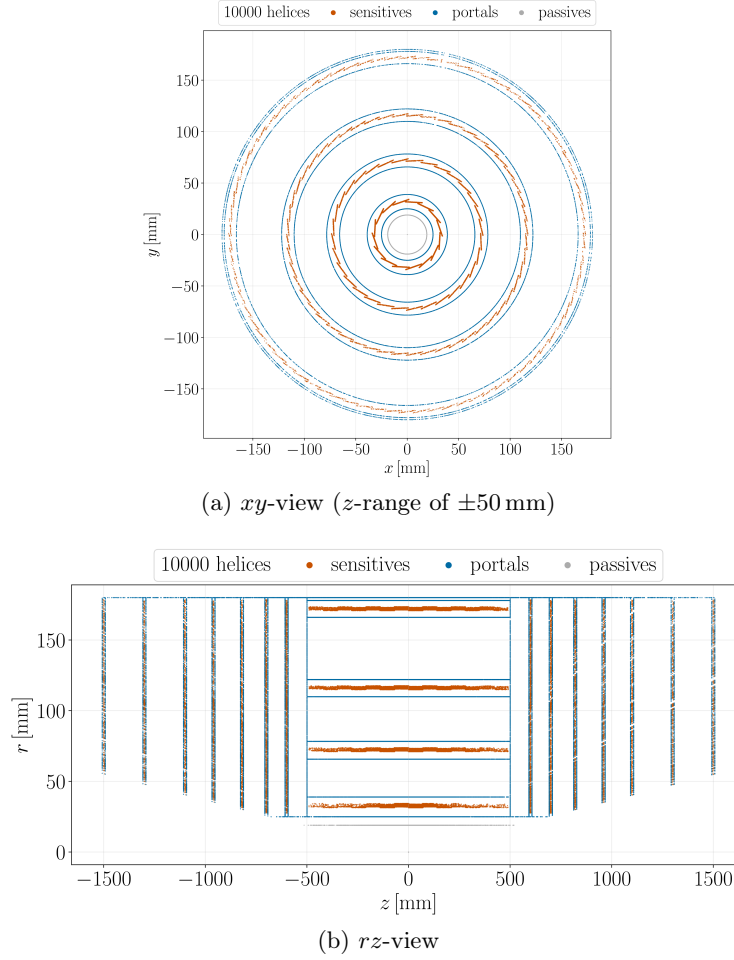 10000 helices sensitives portals passives
150
100
50
0
−50
−100
−150
y [mm]
−150 −100 −50 0 50 100 150
x [mm]
(a) xy-view (z-range of ±50 mm)
10000 helices sensitives portals passives
150
100
50
0
r [mm]
−1500 −1000 −500 0 500 1000 1500
z [mm]
(b) rz-view